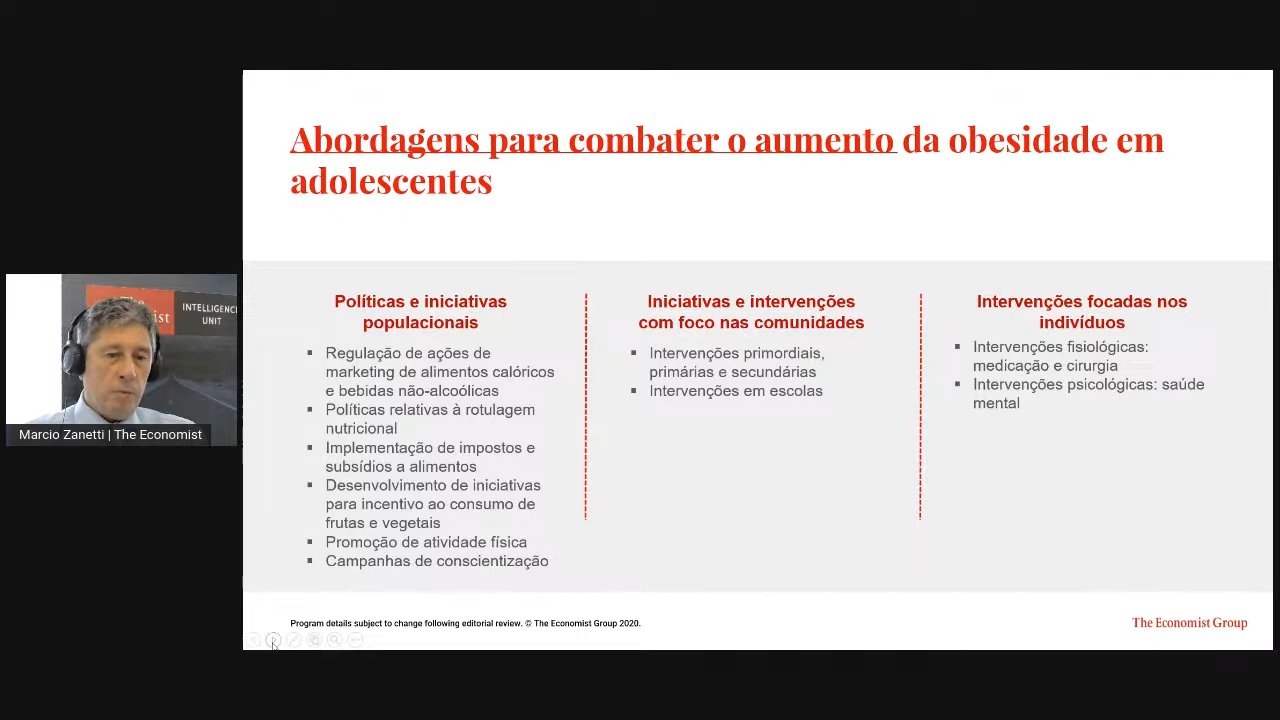 Abordagens para combater o aumento da obesidade em
adolescentes
Políticas e iniciativas
populacionais
▪ Regulação de ações de
marketing de alimentos calóricos
e bebidas não-alcoólicas
▪ Políticas relativas à rotulagem
nutricional
▪ Implementação de impostos e
subsídios a alimentos
▪ Desenvolvimento de iniciativas
para incentivo ao consumo de
frutas e vegetais
▪ Promoção de atividade física
▪ Campanhas de conscientização
Iniciativas e intervenções
com foco nas comunidades
▪ Intervenções primordiais,
primárias e secundárias
▪ Intervenções em escolas
Intervenções focadas nos
indivíduos
▪ Intervenções fisiológicas:
medicação e cirurgia
▪ Intervenções psicológicas: saúde
mental
INTELLIGENCE
UNIT
Marcio Zanetti | The Economist
Program details subject to change following editorial review. © The Economist Group 2020.
The Economist Group